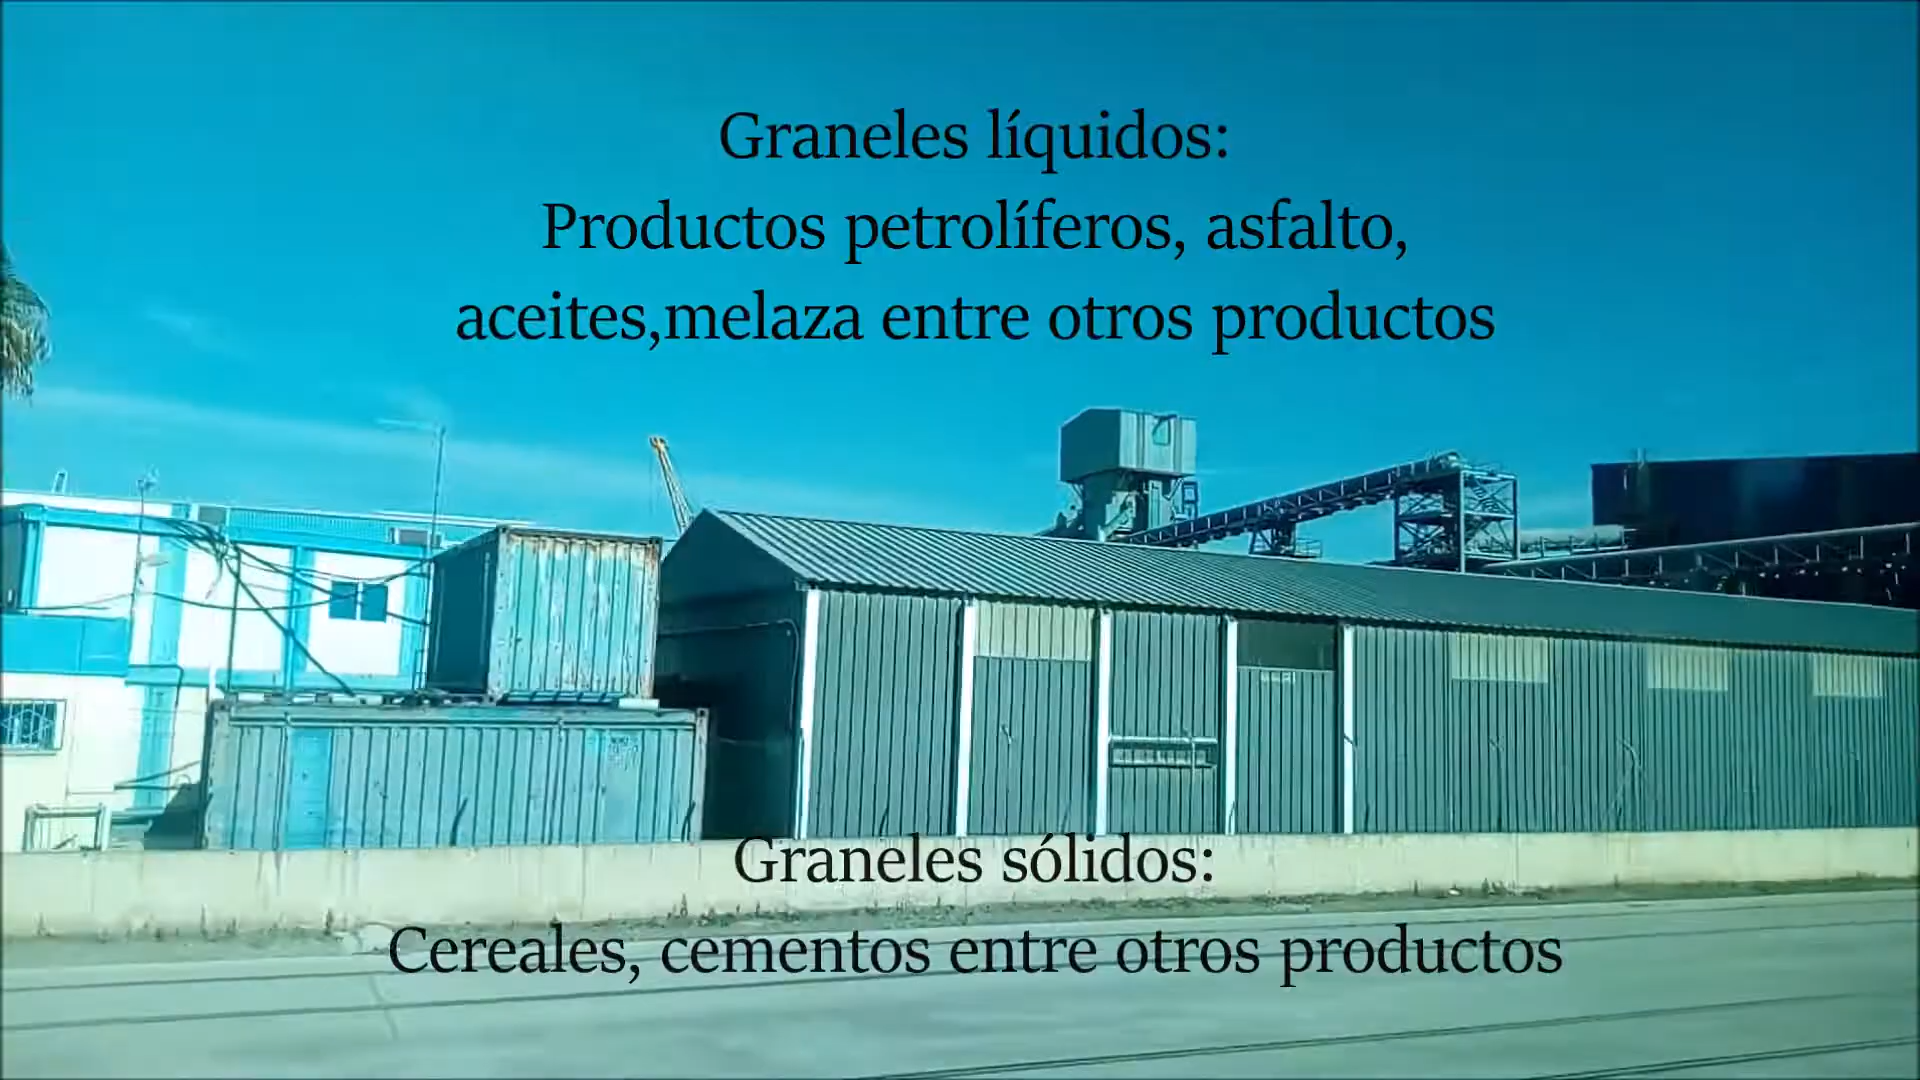 Graneles líquidos:
Productos petrolíferos, asfalto,
aceites,melaza entre otros productos
Graneles sólidos:
Cereales, cementos entre otros productos